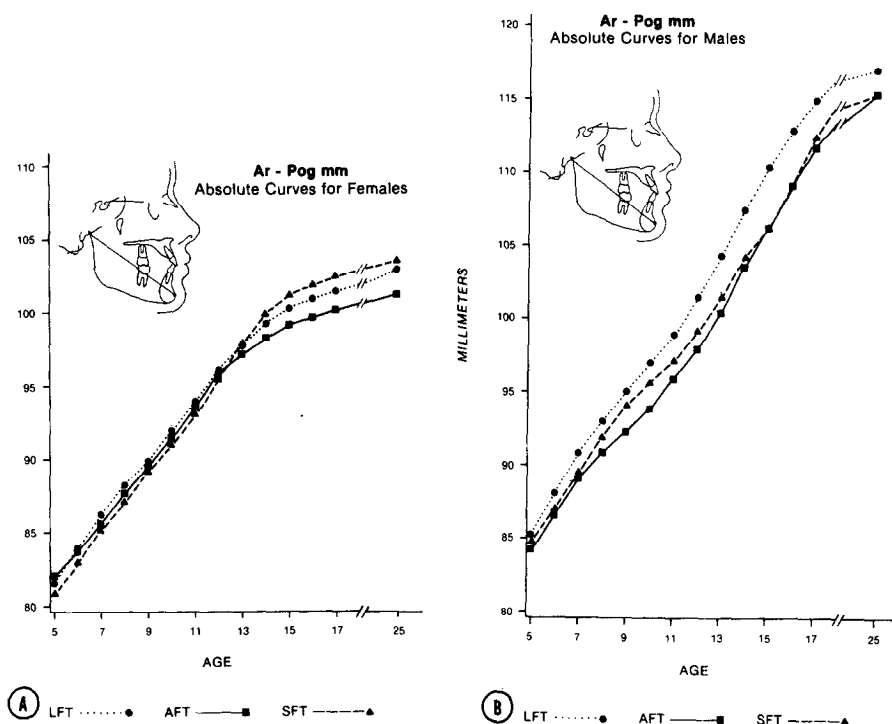 Ar - Pog mm
Absolute Curves for Females
110
105
100
95
90
85
80
5 7 9 11 13 15 17 25
AGE
A LFT AFT SFT
Ar - Pog mm
Absolute Curves for Males
MILLIMETERS
120
115
110
105
100
95
90
85
80
5 7 9 11 13 15 17 25
AGE
B LFT AFT SFT